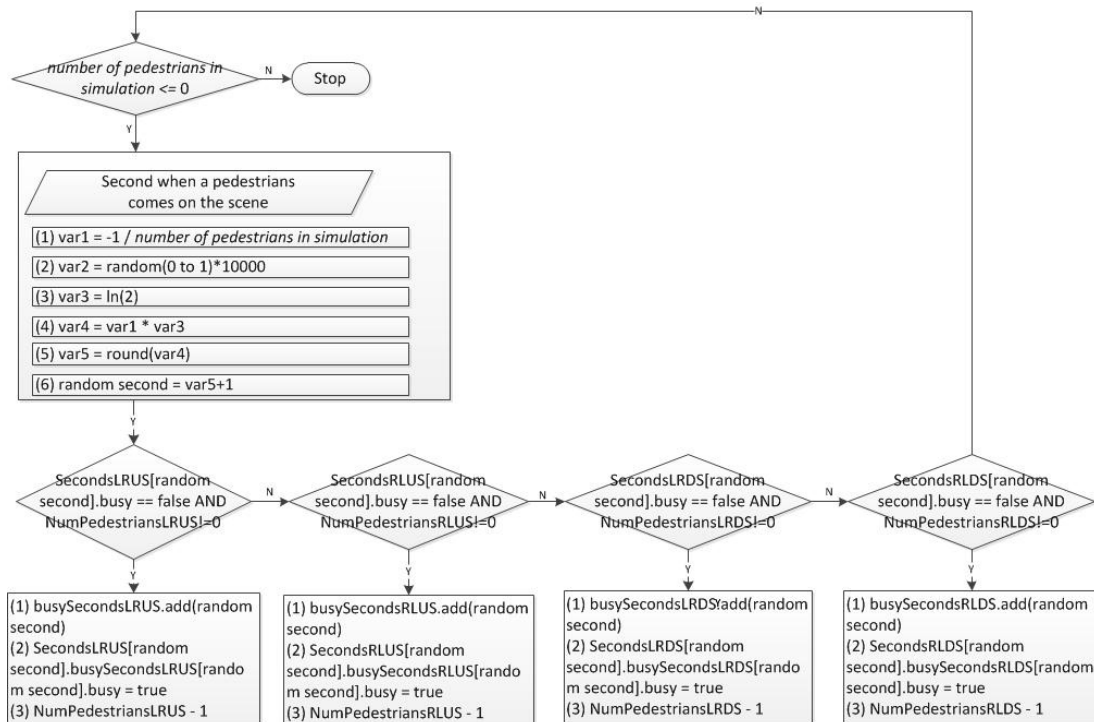 N
number of pedestrians in
simulation <= 0
N
Stop
Y
Second when a pedestrians
comes on the scene
(1) var1 = -1 / number of pedestrians in simulation
(2) var2 = random(0 to 1)*10000
(3) var3 = ln(2)
(4) var4 = var1 * var3
(5) var5 = round(var4)
(6) random second = var5+1
Y
SecondsLRUS[random
second].busy == false AND
NumPedestriansLRUS!=0
N
SecondsRLUS[random
second].busy == false AND
NumPedestriansRLUS!=0
N
SecondsLRDS[random
second].busy == false AND
NumPedestriansLRDS!=0
N
SecondsRLDS[random
second].busy == false AND
NumPedestriansRLDS!=0
Y
Y
Y
Y
(1) busySecondsLRUS.add(random
second)
(2) SecondsLRUS[random
second].busySecondsLRUS[rando
m second].busy = true
(3) NumPedestriansLRUS - 1
(1) busySecondsRLUS.add(random
second)
(2) SecondsRLUS[random
second].busySecondsRLUS[rando
m second].busy = true
(3) NumPedestriansRLUS - 1
(1) busySecondsLRDS.add(random
second)
(2) SecondsLRDS[random
second].busySecondsLRDS[rando
m second].busy = true
(3) NumPedestriansLRDS - 1
Y
(1) busySecondsRLDS.add(random
second)
(2) SecondsRLDS[random
second].busySecondsRLDS[random
second].busy = true
(3) NumPedestriansRLDS - 1